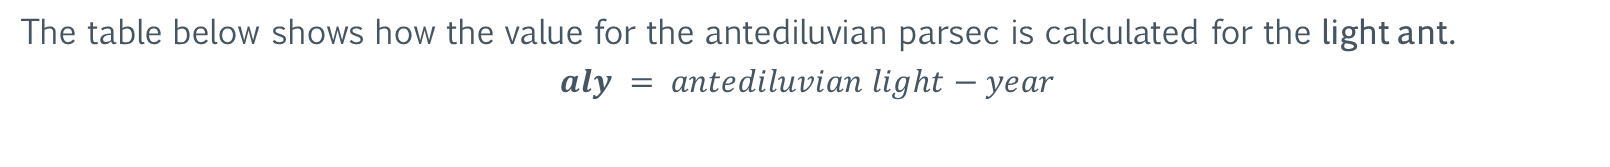 The table below shows how the value for the antediluvian parsec is calculated for the light ant.
aly = antediluvian light − year